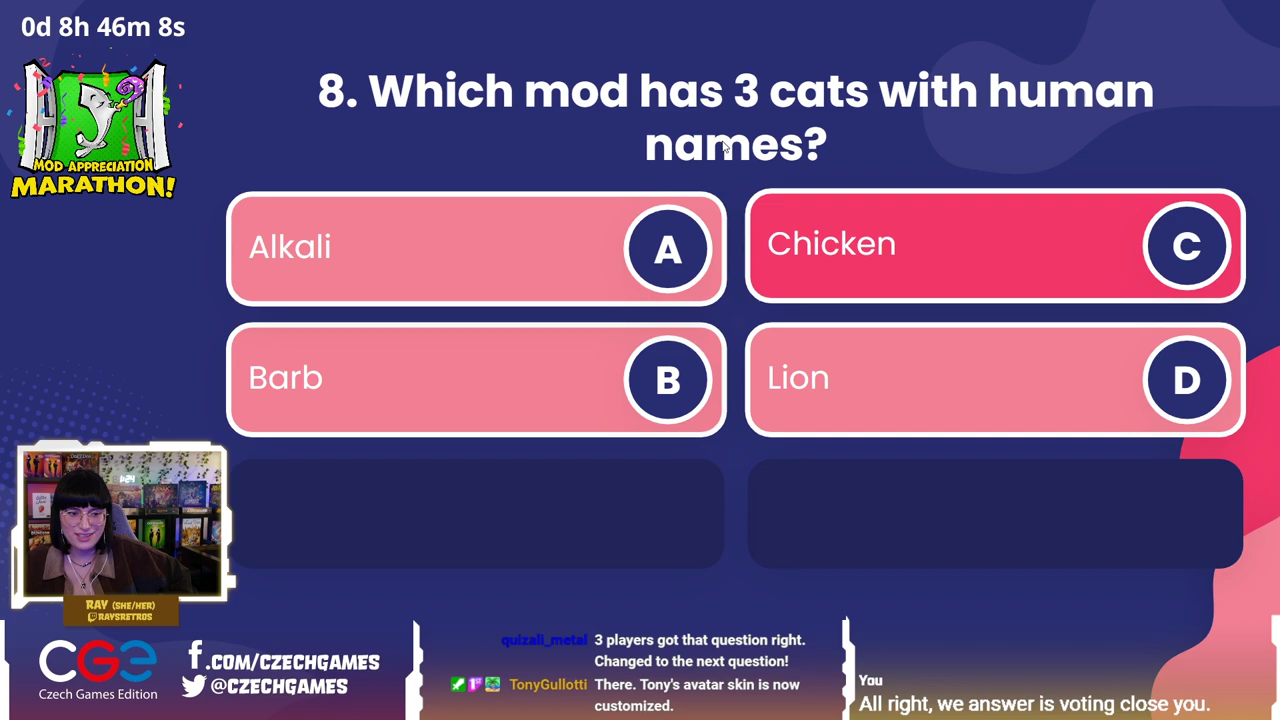 0d 8h 46m 8s
MOD APPRECIATION
MARATHON!
8. Which mod has 3 cats with human
names?
Alkali
A
Chicken
C
Barb
B
Lion
D
RAY (SHE/HER)
RAYSRETROS
CGE
Czech Games Edition
f.COM/CZECHGAMES
@CZECHGAMES
quizali_metal 3 players got that question right.
Changed to the next question!
TonyGullotti There. Tony's avatar skin is now
customized.
You
All right, we answer is voting close you.